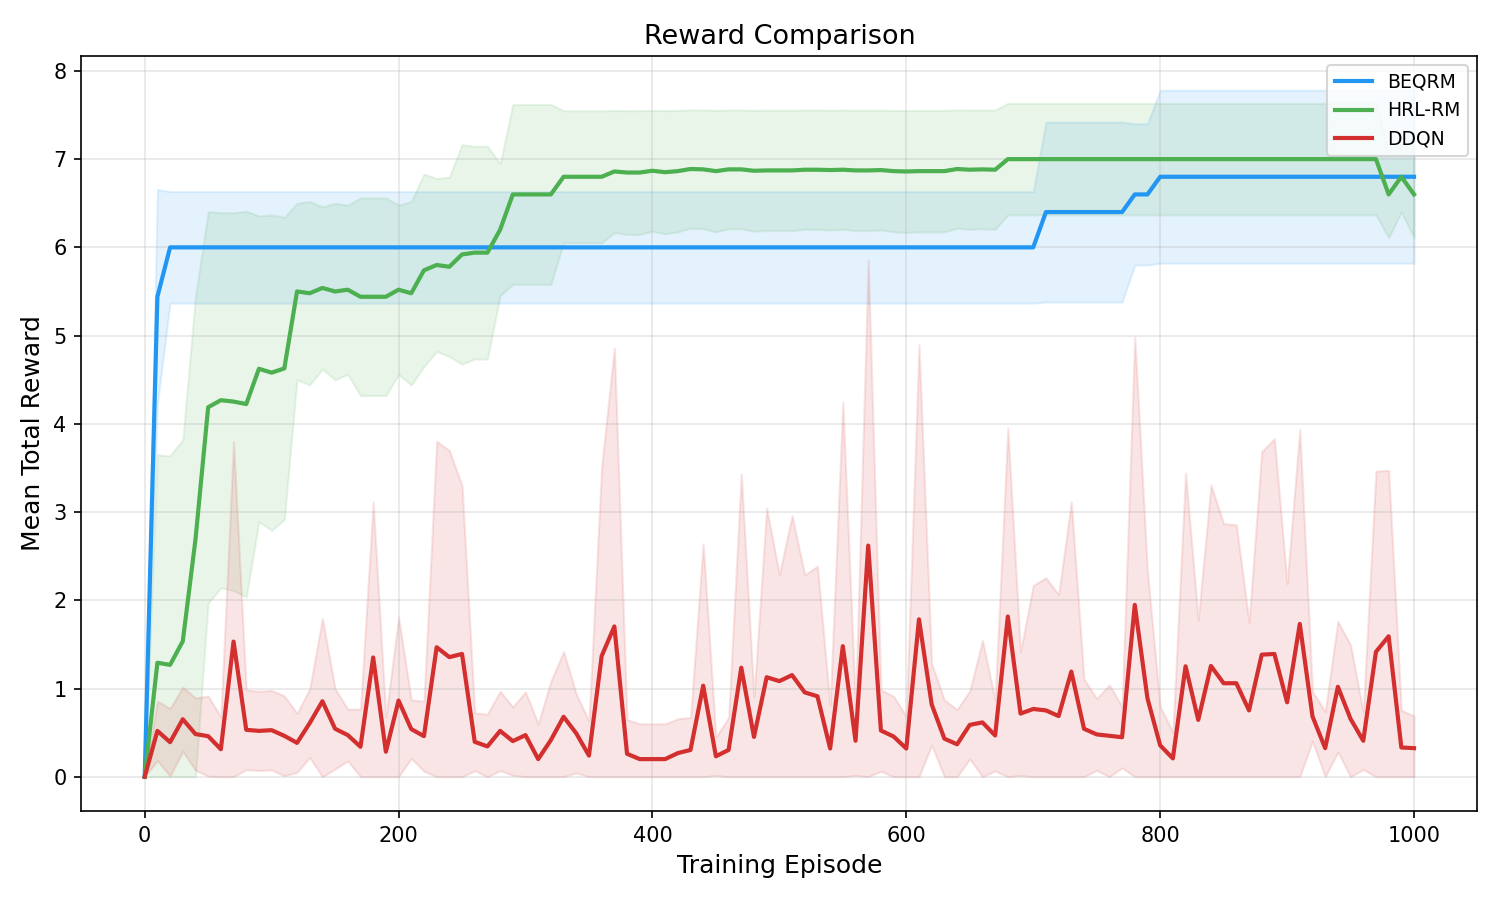 Reward Comparison
BEQRM
HRL-RM
DDQN
Mean Total Reward
8
7
6
5
4
3
2
1
0
0 200 400 600 800 1000
Training Episode